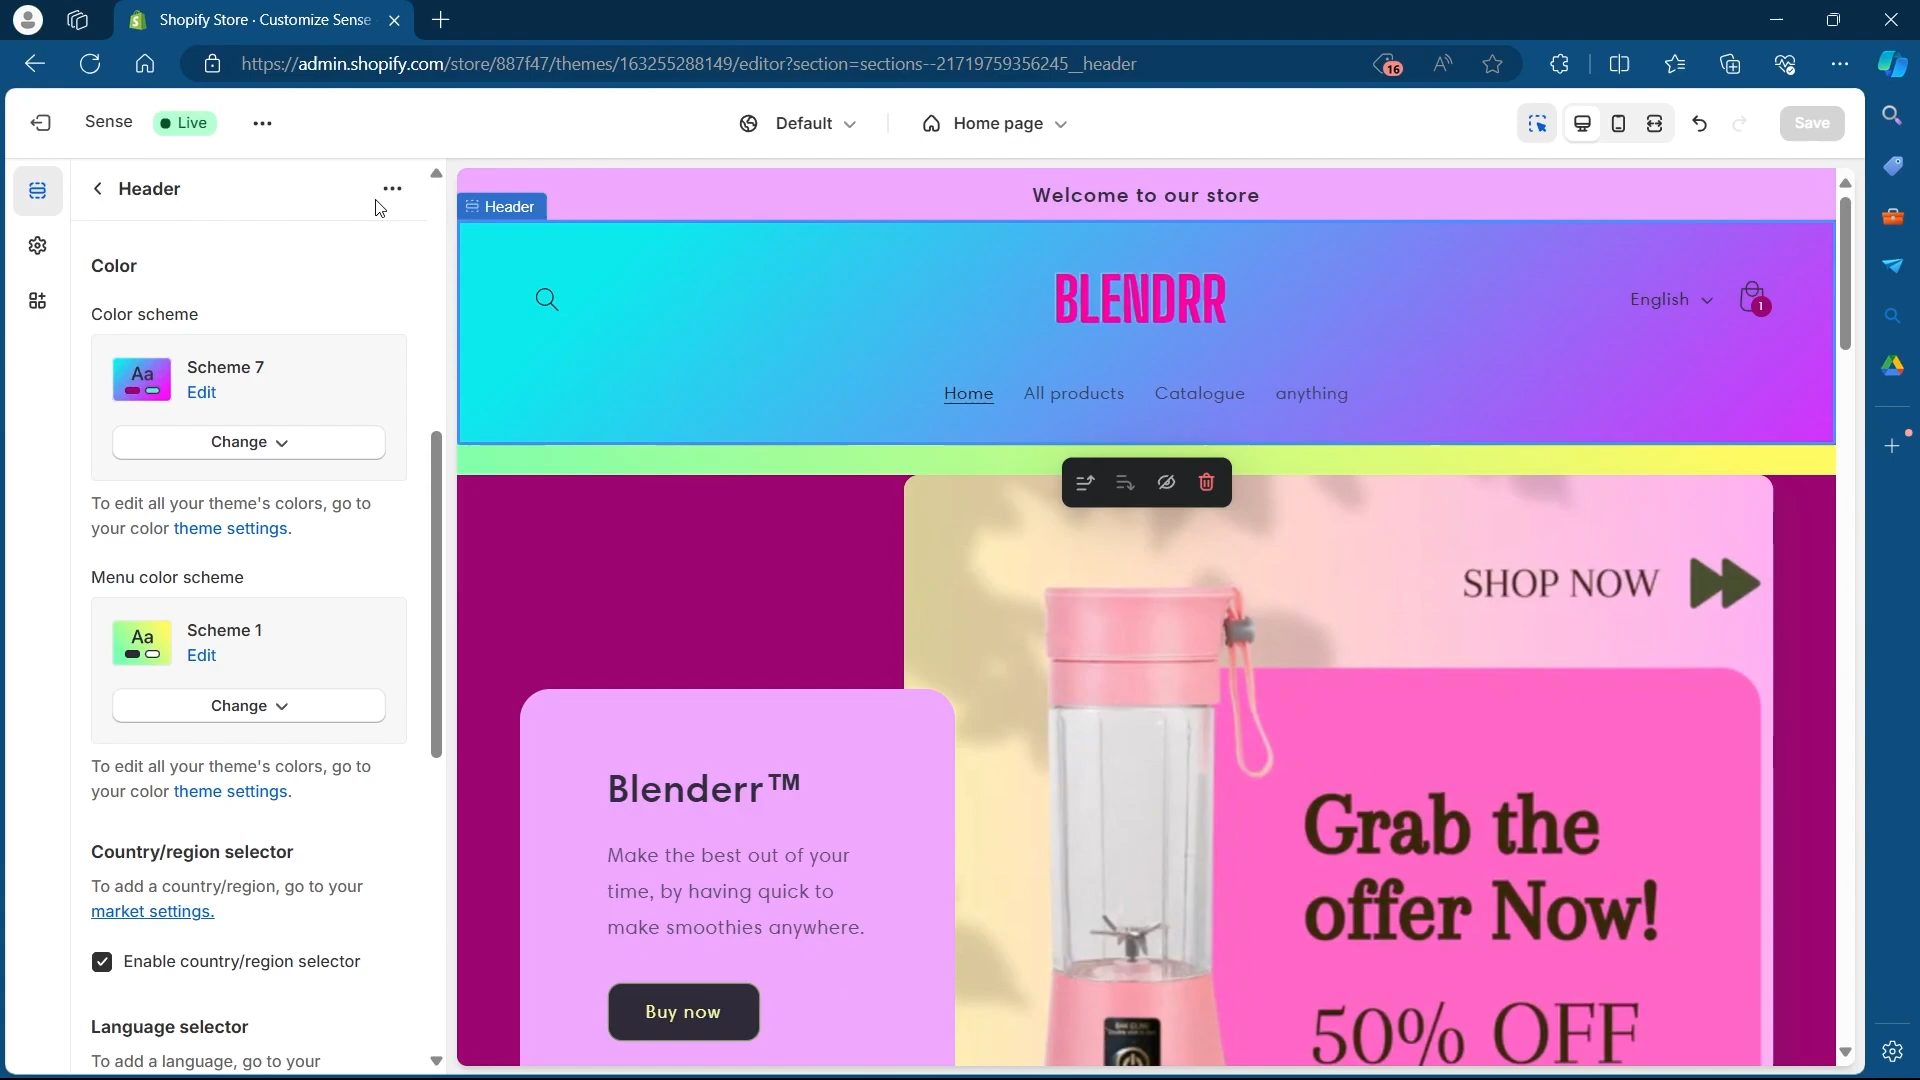 Shopify Store · Customize Sense
https://admin.shopify.com/store/887f47/themes/163255288149/editor?section=sections--21719759356245__header
16
Sense
Live
Default
Home page
Save
Header
Color
Color scheme
Aa
Scheme 7
Edit
Change
To edit all your theme's colors, go to
your color theme settings.
Menu color scheme
Aa
Scheme 1
Edit
Change
To edit all your theme's colors, go to
your color theme settings.
Country/region selector
To add a country/region, go to your
market settings.
Enable country/region selector
Language selector
To add a language, go to your
Welcome to our store
Header
BLENDRR
English
1
Home
All products
Catalogue
anything
SHOP NOW
Blenderr™
Make the best out of your
time, by having quick to
make smoothies anywhere.
Buy now
Grab the
offer Now!
50% OFF